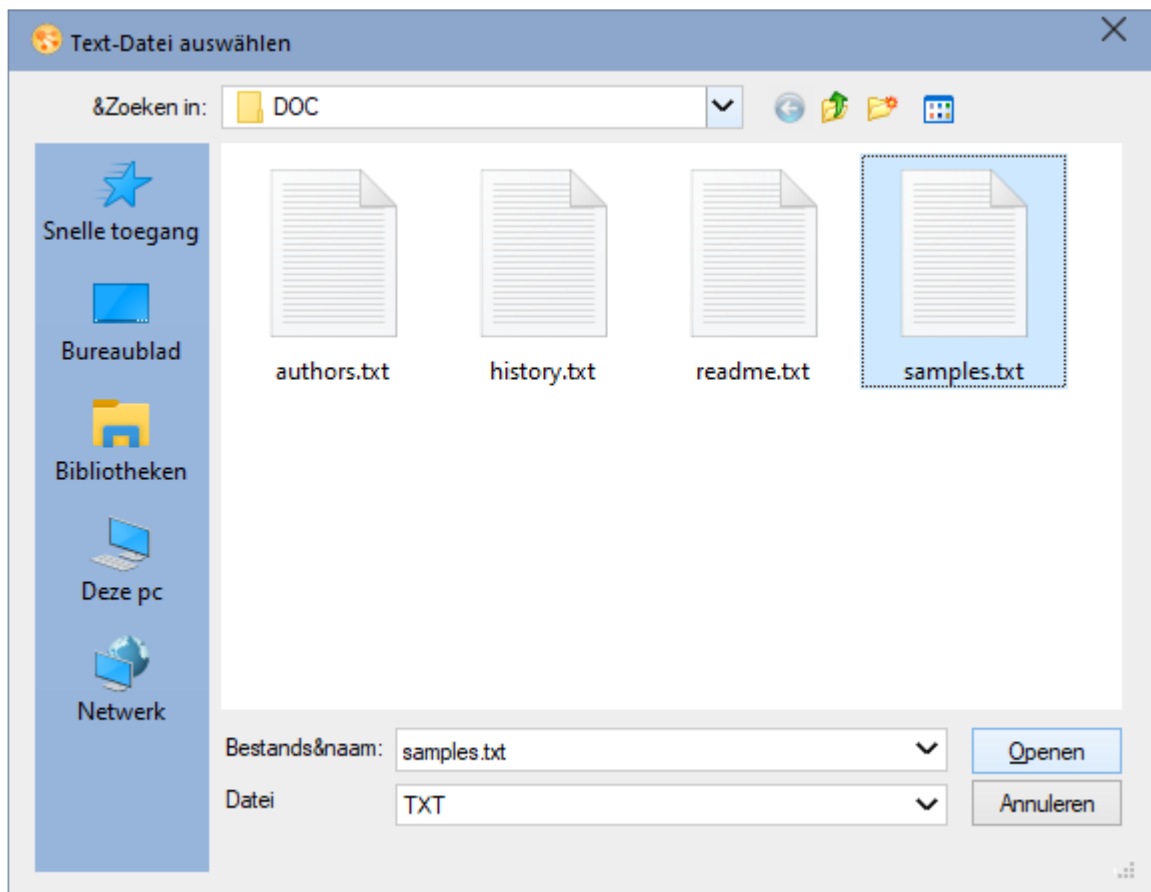 Text-Datei auswählen
&Zoeken in: DOC
Snelle toegang
Bureaublad
Bibliotheken
Deze pc
Netwerk
authors.txt history.txt readme.txt samples.txt
Bestands&naam: samples.txt Openen
Datei TXT Annuleren